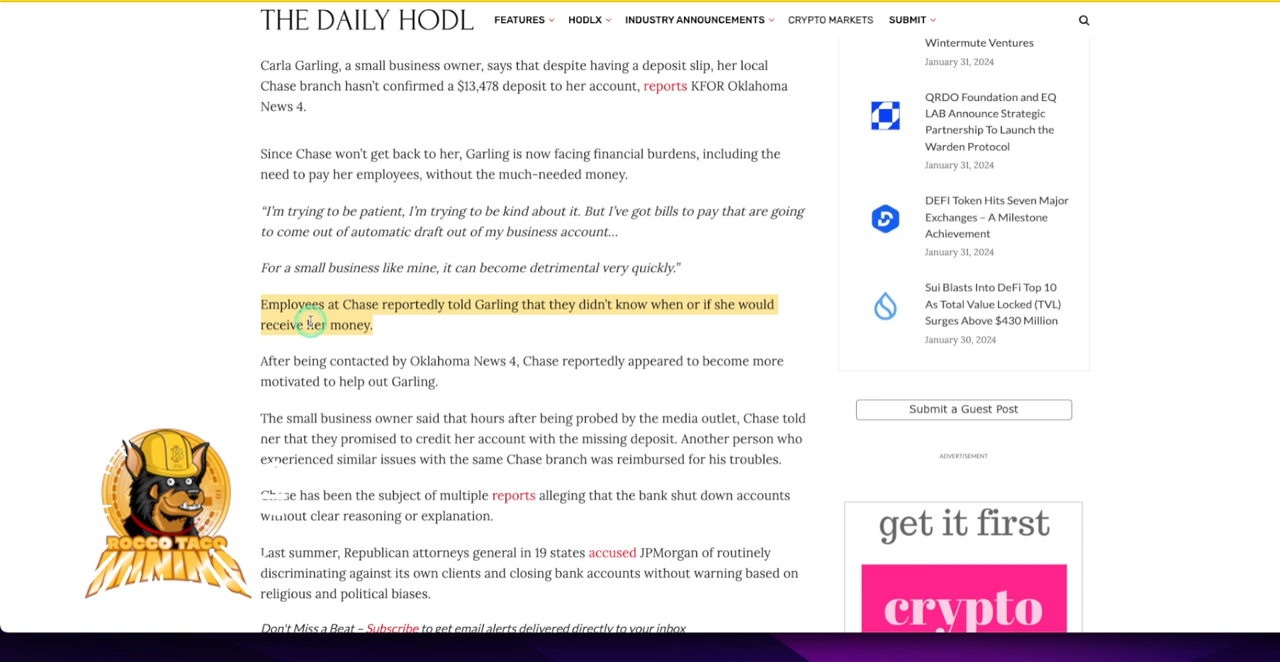 THE DAILY HODL
FEATURES
HODLX
INDUSTRY ANNOUNCEMENTS
CRYPTO MARKETS
SUBMIT
Carla Garling, a small business owner, says that despite having a deposit slip, her local
Chase branch hasn't confirmed a $13,478 deposit to her account, reports KFOR Oklahoma
News 4.
Since Chase won't get back to her, Garling is now facing financial burdens, including the
need to pay her employees, without the much-needed money.
“I'm trying to be patient, I'm trying to be kind about it. But I've got bills to pay that are going
to come out of automatic draft out of my business account…
For a small business like mine, it can become detrimental very quickly.”
Employees at Chase reportedly told Garling that they didn't know when or if she would
receive her money.
After being contacted by Oklahoma News 4, Chase reportedly appeared to become more
motivated to help out Garling.
The small business owner said that hours after being probed by the media outlet, Chase told
her that they promised to credit her account with the missing deposit. Another person who
experienced similar issues with the same Chase branch was reimbursed for his troubles.
Chase has been the subject of multiple reports alleging that the bank shut down accounts
without clear reasoning or explanation.
Last summer, Republican attorneys general in 19 states accused JPMorgan of routinely
discriminating against its own clients and closing bank accounts without warning based on
religious and political biases.
Don't Miss a Beat – Subscribe to get email alerts delivered directly to your inbox
Wintermute Ventures
January 31, 2024
QRDO Foundation and EQ
LAB Announce Strategic
Partnership To Launch the
Warden Protocol
January 31, 2024
DEFI Token Hits Seven Major
Exchanges – A Milestone
Achievement
January 31, 2024
Sui Blasts Into DeFi Top 10
As Total Value Locked (TVL)
Surges Above $430 Million
January 30, 2024
Submit a Guest Post
ADVERTISEMENT
get it first
crypto
ROCCO TACO
MINING